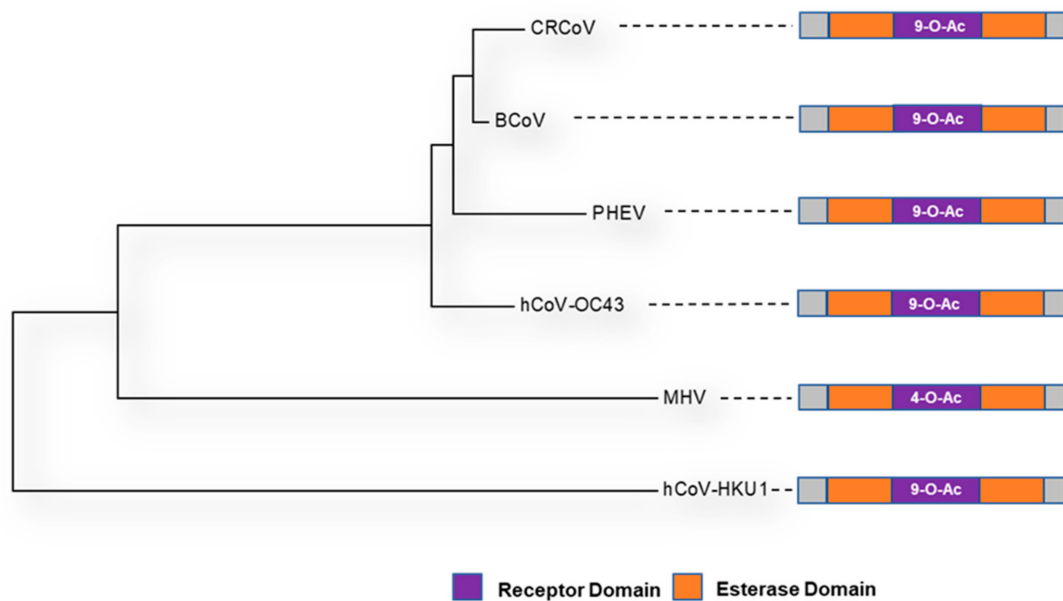 CRCoV 9-O-Ac
BCoV 9-O-Ac
PHEV 9-O-Ac
hCoV-OC43 9-O-Ac
MHV 4-O-Ac
hCoV-HKU1 9-O-Ac
Receptor Domain Esterase Domain